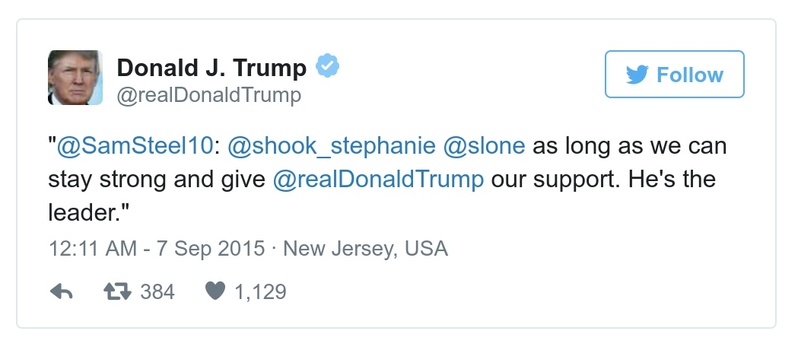 Donald J. Trump
@realDonaldTrump
Follow
"@SamSteel10: @shook_stephanie @slone as long as we can
stay strong and give @realDonaldTrump our support. He's the
leader."
12:11 AM - 7 Sep 2015 · New Jersey, USA
384 1,129